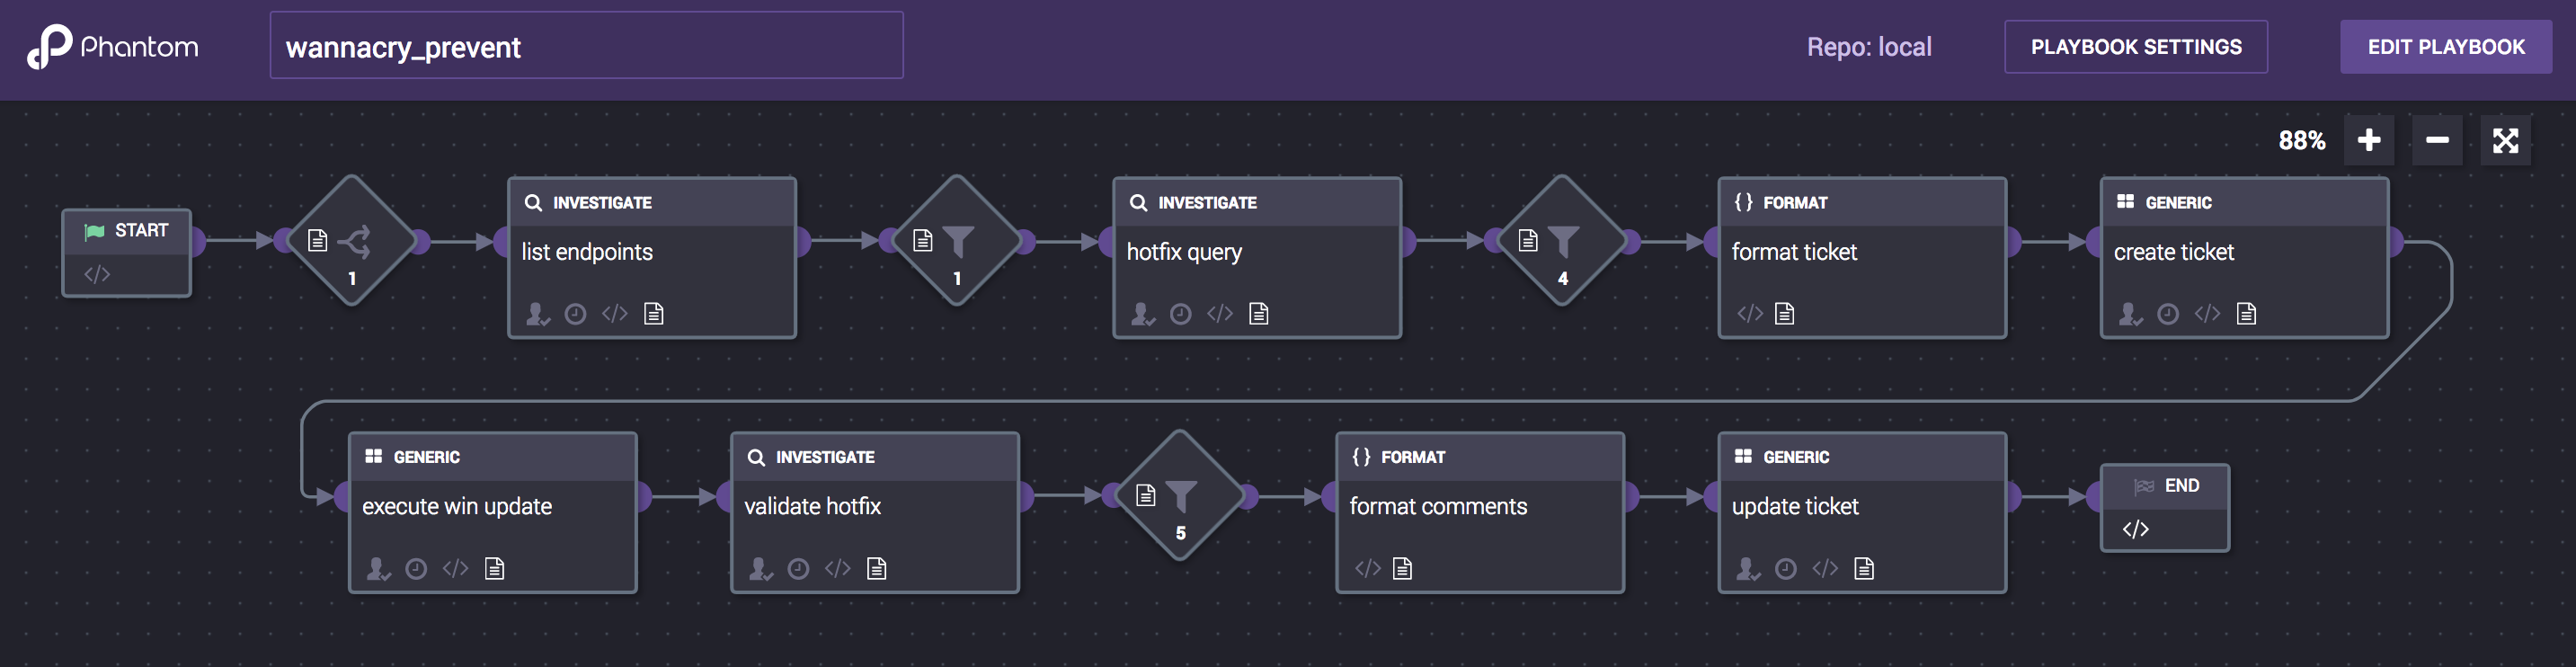 Phantom
wannacry_prevent
Repo: local
PLAYBOOK SETTINGS
EDIT PLAYBOOK
88%
START
1
INVESTIGATE
list endpoints
1
INVESTIGATE
hotfix query
4
{} FORMAT
format ticket
GENERIC
create ticket
GENERIC
execute win update
INVESTIGATE
validate hotfix
5
{} FORMAT
format comments
GENERIC
update ticket
END